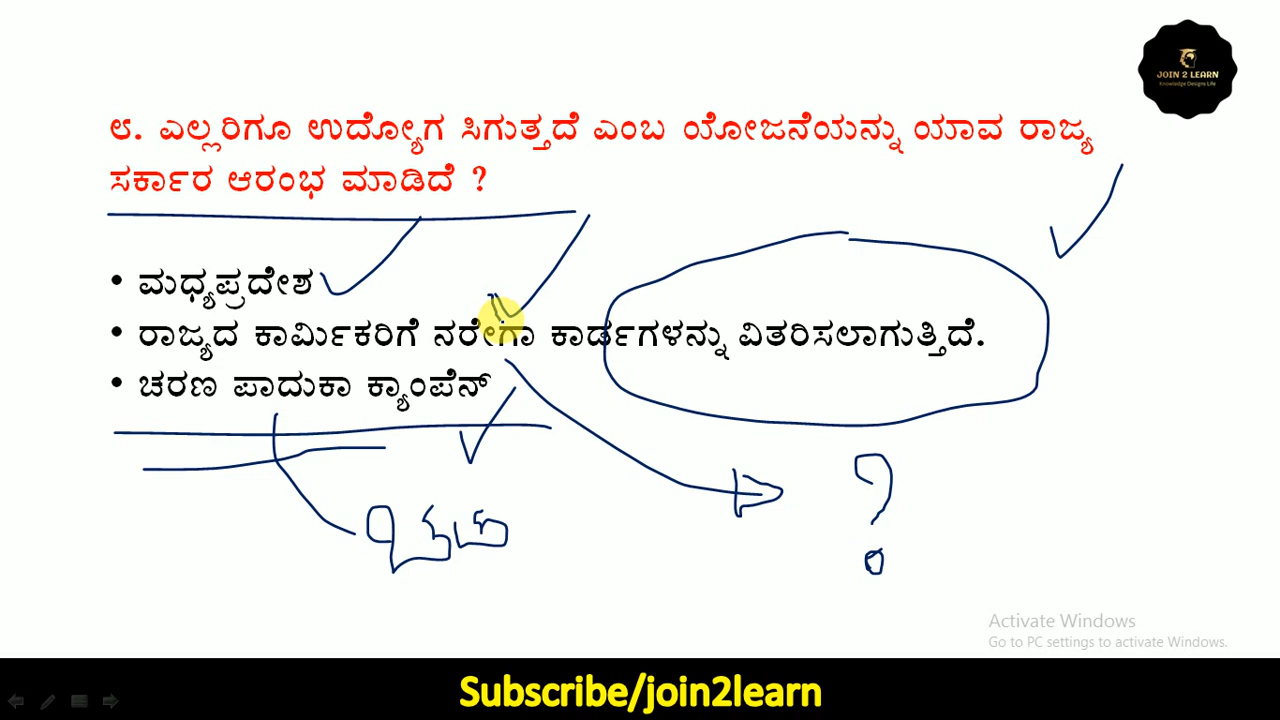 JOIN 2 LEARN
Knowledge Designs Life
೮. ಎಲ್ಲರಿಗೂ ಉದ್ಯೋಗ ಸಿಗುತ್ತದೆ ಎಂಬ ಯೋಜನೆಯನ್ನು ಯಾವ ರಾಜ್ಯ
ಸರ್ಕಾರ ಆರಂಭ ಮಾಡಿದೆ ?
• ಮಧ್ಯಪ್ರದೇಶ
• ರಾಜ್ಯದ ಕಾರ್ಮಿಕರಿಗೆ ನರೇಗಾ ಕಾರ್ಡಗಳನ್ನು ವಿತರಿಸಲಾಗುತ್ತಿದೆ.
• ಚರಣ ಪಾದುಕಾ ಕ್ಯಾಂಪೆನ್
?
Activate Windows
Go to PC settings to activate Windows.
Subscribe/join2learn